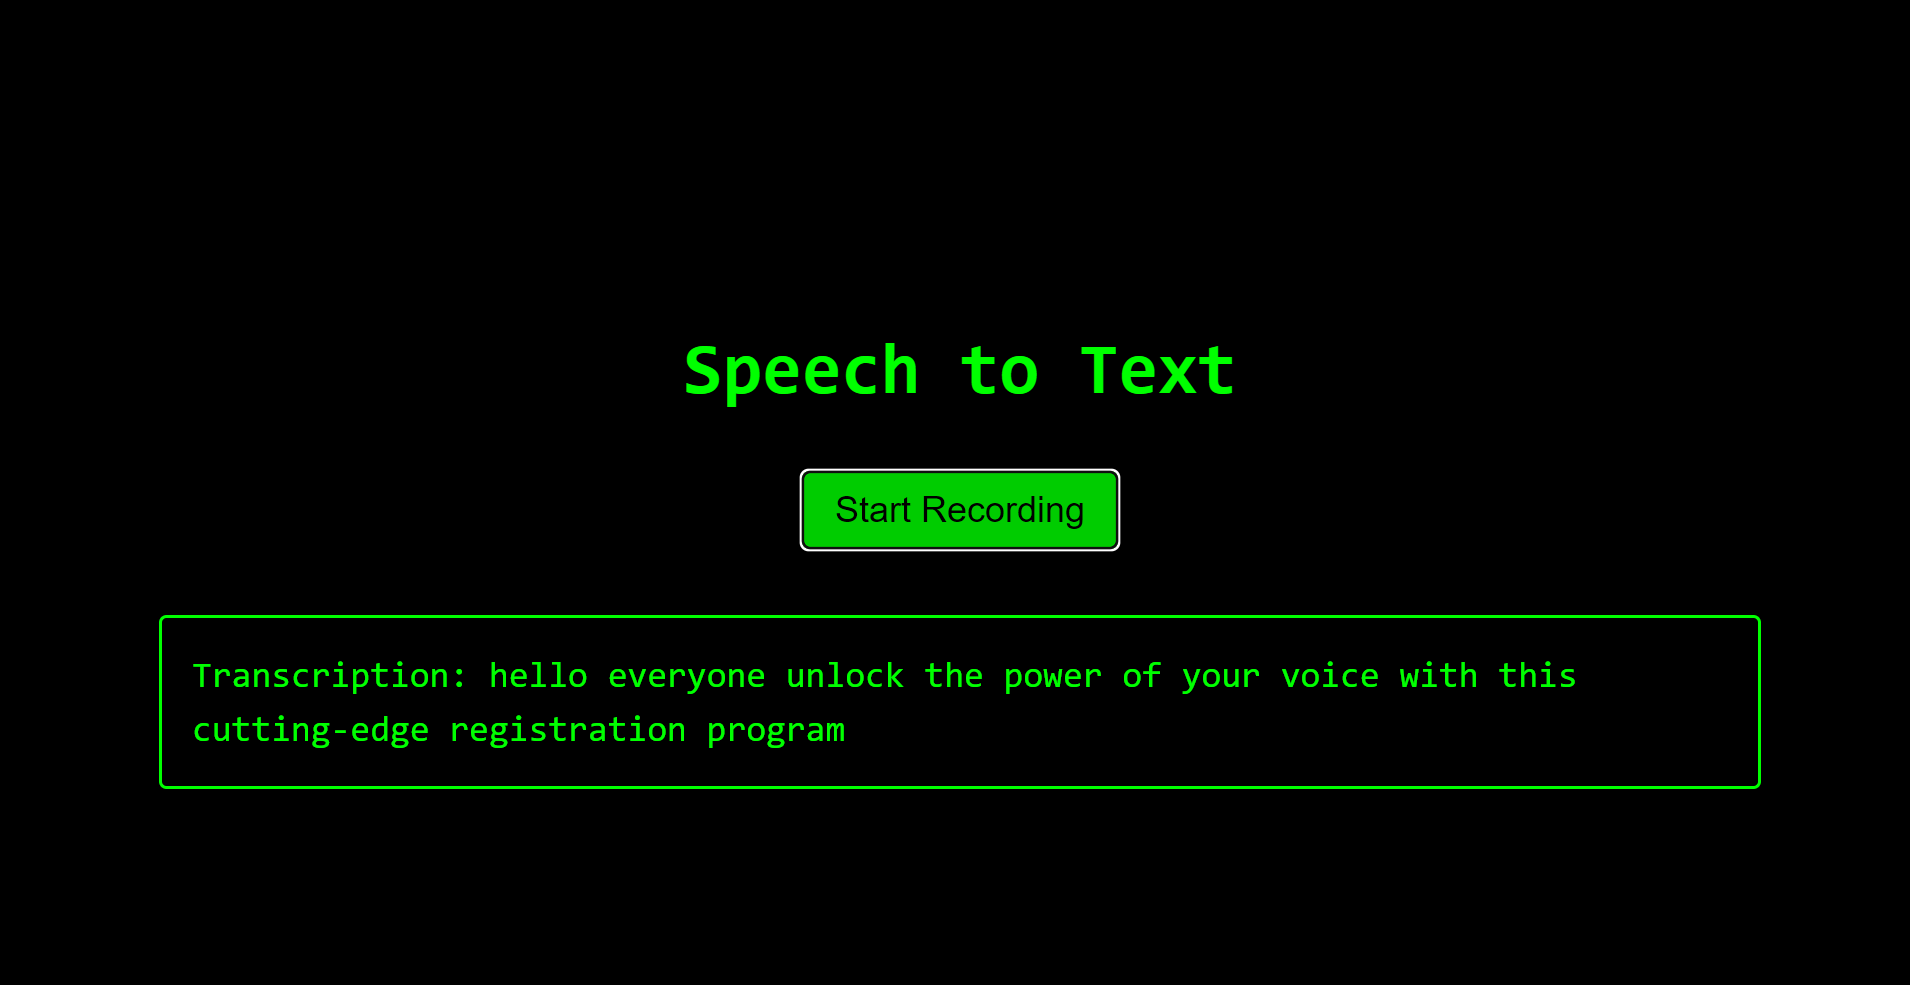 Speech to Text
Start Recording
Transcription: hello everyone unlock the power of your voice with this
cutting-edge registration program